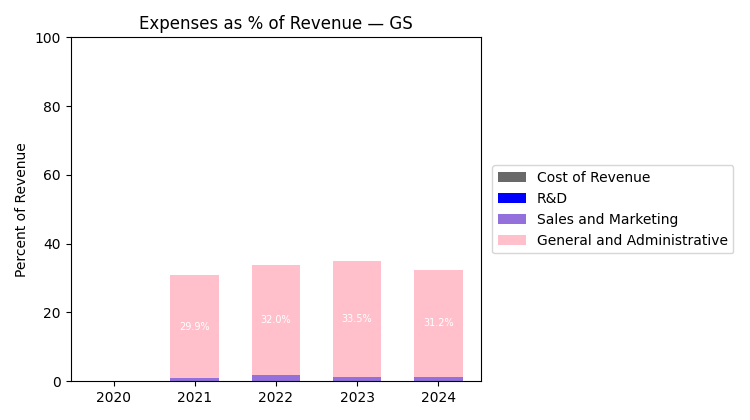 Expenses as % of Revenue — GS
Percent of Revenue
100
80
60
40
20
0
29.9%
32.0%
33.5%
31.2%
2020
2021
2022
2023
2024
Cost of Revenue
R&D
Sales and Marketing
General and Administrative